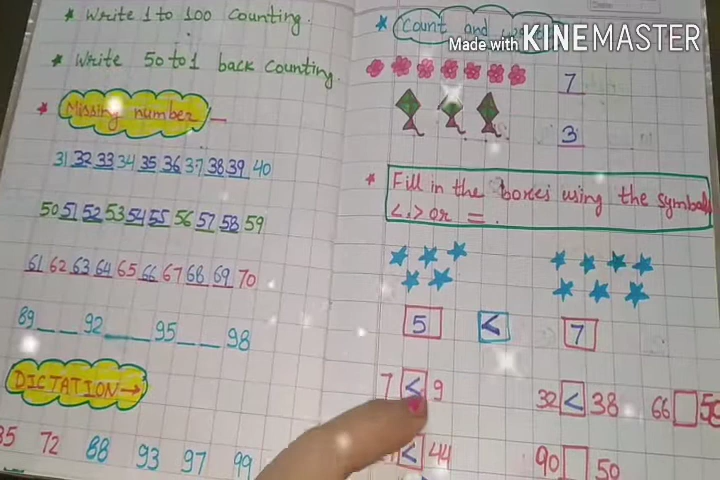 * Write 1 to 100 Counting.
* Write 50 to 1 back Counting.
* Missing number –
31 32 33 34 35 36 37 38 39 40
50 51 52 53 54 55 56 57 58 59
61 62 63 64 65 66 67 68 69 70
89 _ _ 92 _ _ 95 _ _ 98
DICTATION →
35 72 88 93 97 99
* Count and
Made with KINEMASTER
7
3
* Fill in the boxes using the symbols
<, > or = .
5 < 7
7 < 9 32 < 38 66 □
< 44 90 □ 50